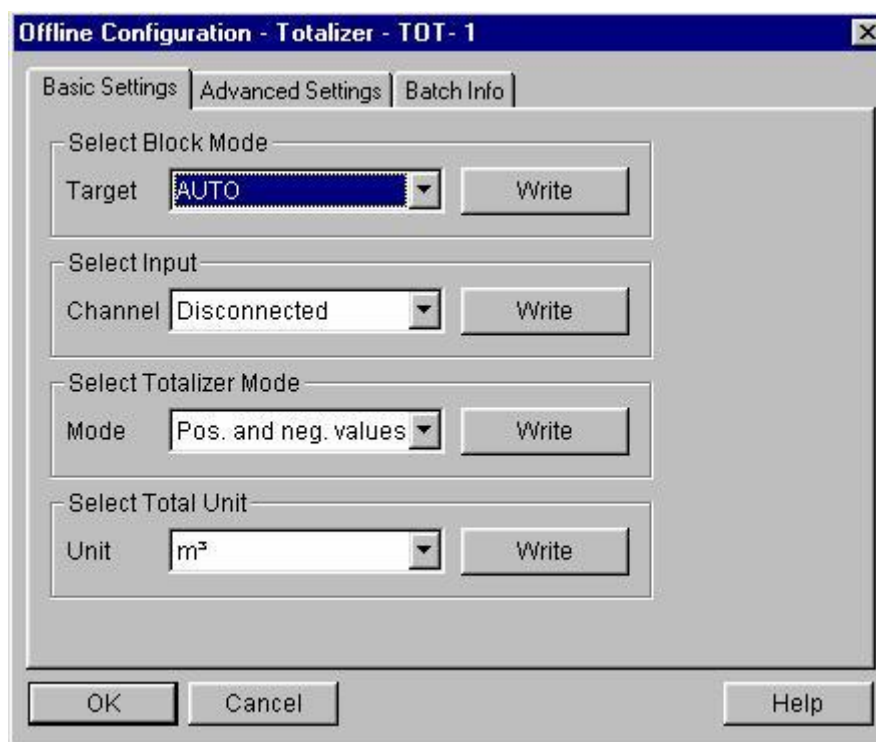 Offline Configuration - Totalizer - TOT- 1
Basic Settings Advanced Settings Batch Info
Select Block Mode
Target AUTO Write
Select Input
Channel Disconnected Write
Select Totalizer Mode
Mode Pos. and neg. values Write
Select Total Unit
Unit m³ Write
OK Cancel Help